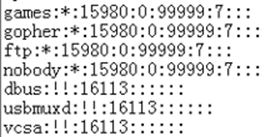 games:*:15980:0:99999:7:::
gopher:*:15980:0:99999:7:::
ftp:*:15980:0:99999:7:::
nobody:*:15980:0:99999:7:::
dbus:!!:16113::::::
usbmuxd:!!:16113::::::
vcsa:!!:16113::::::